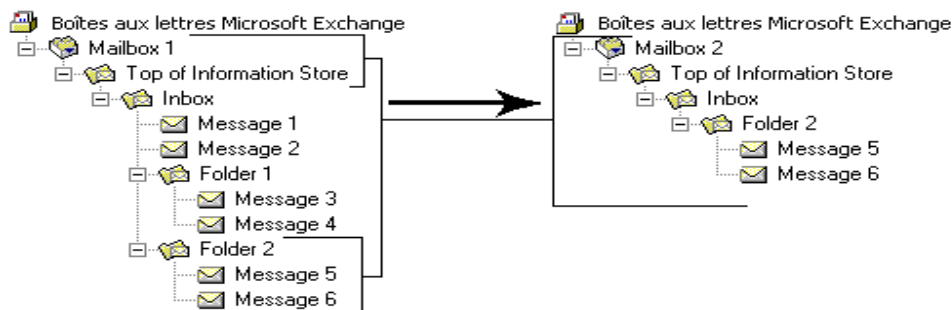 Boîtes aux lettres Microsoft Exchange
Mailbox 1
Top of Information Store
Inbox
Message 1
Message 2
Folder 1
Message 3
Message 4
Folder 2
Message 5
Message 6
Boîtes aux lettres Microsoft Exchange
Mailbox 2
Top of Information Store
Inbox
Folder 2
Message 5
Message 6